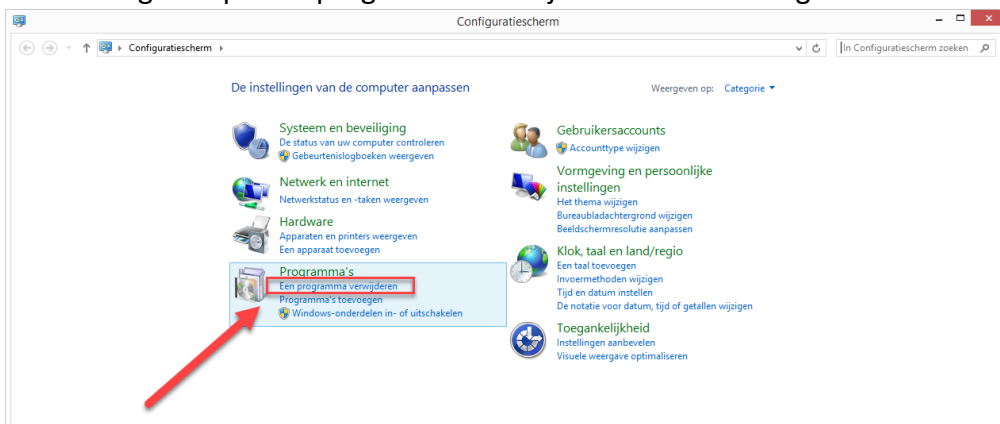 Configuratiescherm
Configuratiescherm
In Configuratiescherm zoeken
De instellingen van de computer aanpassen
Weergeven op: Categorie
Systeem en beveiliging
De status van uw computer controleren
Gebeurtenislogboeken weergeven
Netwerk en internet
Netwerkstatus en -taken weergeven
Hardware
Apparaten en printers weergeven
Een apparaat toevoegen
Programma's
Een programma verwijderen
Programma's toevoegen
Windows-onderdelen in- of uitschakelen
Gebruikersaccounts
Accounttype wijzigen
Vormgeving en persoonlijke
instellingen
Het thema wijzigen
Bureaubladachtergrond wijzigen
Beeldschermresolutie aanpassen
Klok, taal en land/regio
Een taal toevoegen
Invoermethoden wijzigen
Tijd en datum instellen
De notatie voor datum, tijd of getallen wijzigen
Toegankelijkheid
Instellingen aanbevelen
Visuele weergave optimaliseren